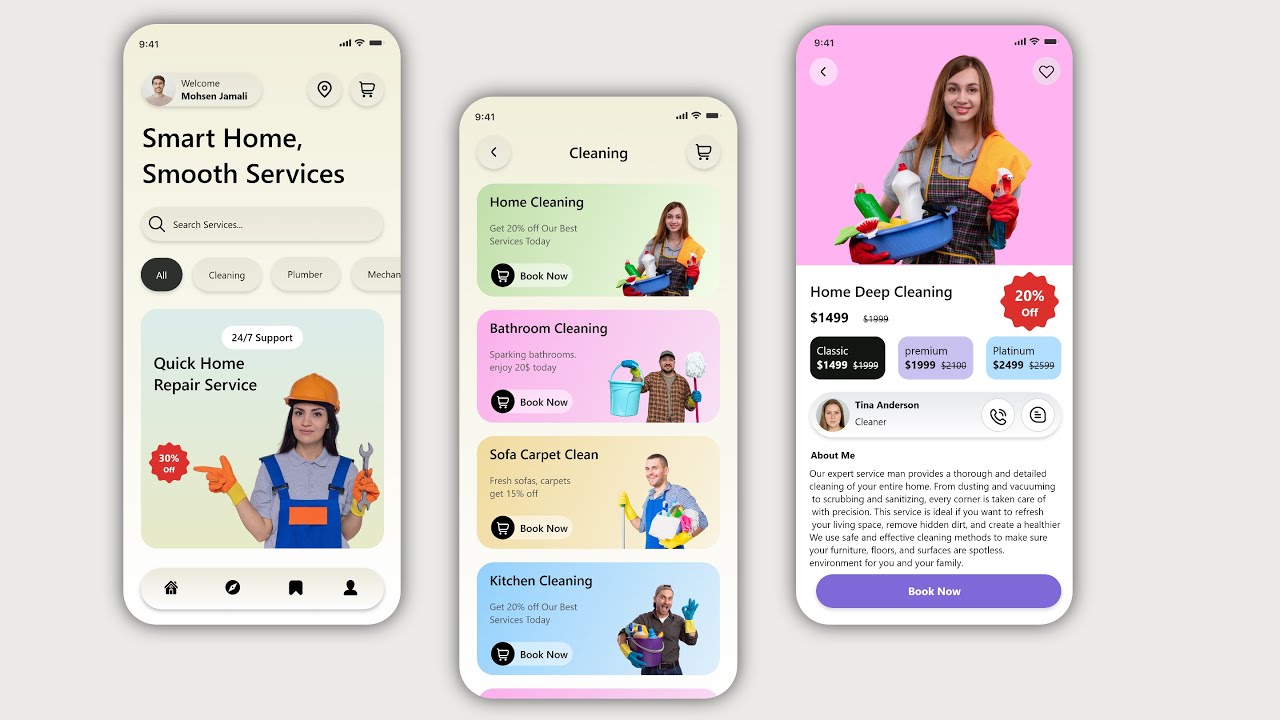 9:41
Welcome
Mohsen Jamali
Smart Home,
Smooth Services
Search Services...
All
Cleaning
Plumber
Mechan
24/7 Support
Quick Home
Repair Service
30%
Off
9:41
Cleaning
Home Cleaning
Get 20% off Our Best
Services Today
Book Now
Bathroom Cleaning
Sparking bathrooms.
enjoy 20$ today
Book Now
Sofa Carpet Clean
Fresh sofas, carpets
get 15% off
Book Now
Kitchen Cleaning
Get 20% off Our Best
Services Today
Book Now
9:41
Home Deep Cleaning
$1499 $1999
20%
Off
Classic
$1499 $1999
premium
$1999 $2100
Platinum
$2499 $2599
Tina Anderson
Cleaner
About Me
Our expert service man provides a thorough and detailed
cleaning of your entire home. From dusting and vacuuming
to scrubbing and sanitizing, every corner is taken care of
with precision. This service is ideal if you want to refresh
your living space, remove hidden dirt, and create a healthier
We use safe and effective cleaning methods to make sure
your furniture, floors, and surfaces are spotless.
environment for you and your family.
Book Now